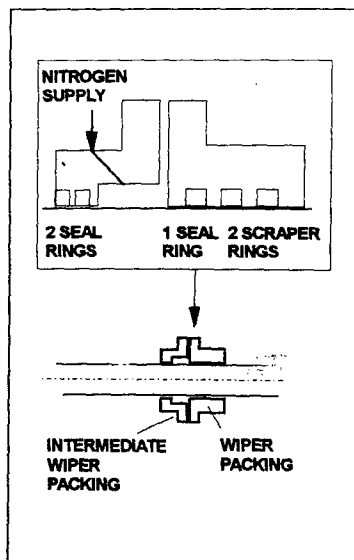 NITROGEN
SUPPLY
2 SEAL
RINGS
1 SEAL
RING
2 SCRAPER
RINGS
INTERMEDIATE
WIPER
PACKING
WIPER
PACKING